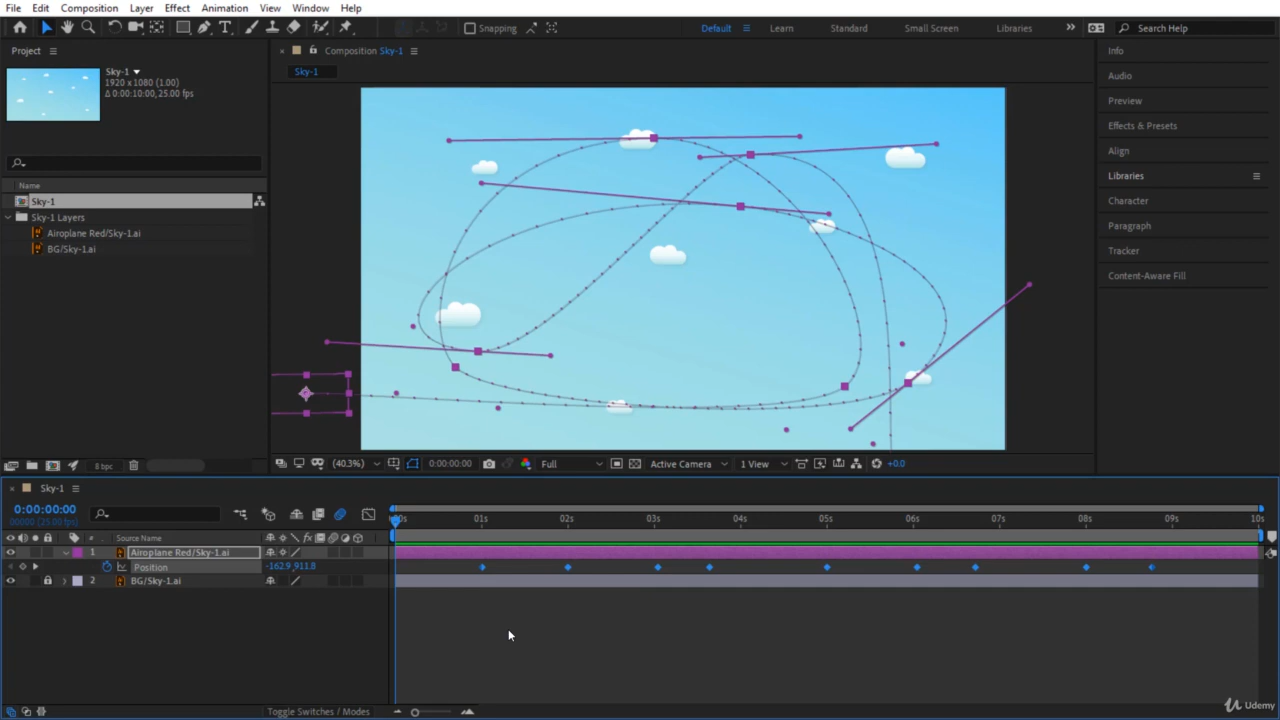 File Edit Composition Layer Effect Animation View Window Help
Snapping Default Learn Standard Small Screen Libraries Search Help
Project
Composition Sky-1
Sky-1
Sky-1
1920 x 1080 (1.00)
Δ 0:00:10:00, 25.00 fps
Name
Sky-1
Sky-1 Layers
Airoplane Red/Sky-1.ai
BG/Sky-1.ai
Info
Audio
Preview
Effects & Presets
Align
Libraries
Character
Paragraph
Tracker
Content-Aware Fill
8 bpc
(40.3%) 0:00:00:00 Full Active Camera 1 View +0.0
Sky-1
0:00:00:00
00000 (25.00 fps)
:00s 01s 02s 03s 04s 05s 06s 07s 08s 09s 10s
# Source Name
1 Airoplane Red/Sky-1.ai
Position -162.9,911.8
2 BG/Sky-1.ai
Toggle Switches / Modes
Udemy